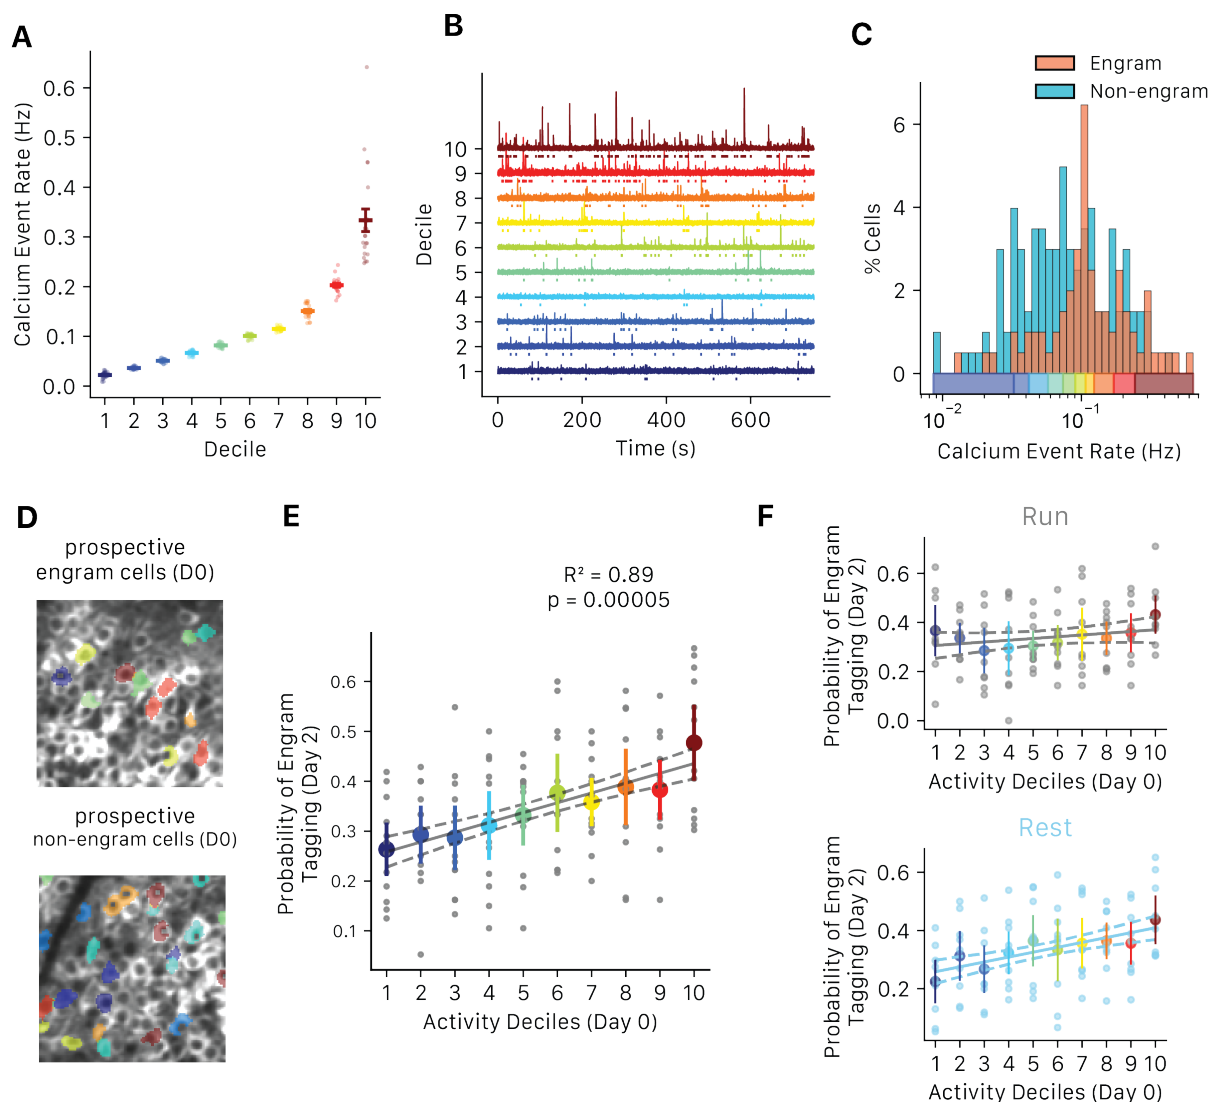 A
Calcium Event Rate (Hz)
0.6
0.5
0.4
0.3
0.2
0.1
0.0
1 2 3 4 5 6 7 8 9 10
Decile
B
Decile
10
9
8
7
6
5
4
3
2
1
0 200 400 600
Time (s)
C
Engram
Non-engram
% Cells
6
4
2
0
10⁻² 10⁻¹
Calcium Event Rate (Hz)
D
prospective
engram cells (D0)
prospective
non-engram cells (D0)
E
R² = 0.89
p = 0.00005
Probability of Engram
Tagging (Day 2)
0.6
0.5
0.4
0.3
0.2
0.1
1 2 3 4 5 6 7 8 9 10
Activity Deciles (Day 0)
F
Run
Probability of Engram
Tagging (Day 2)
0.6
0.4
0.2
0.0
1 2 3 4 5 6 7 8 9 10
Activity Deciles (Day 0)
Rest
Probability of Engram
Tagging (Day 2)
0.6
0.4
0.2
1 2 3 4 5 6 7 8 9 10
Activity Deciles (Day 0)